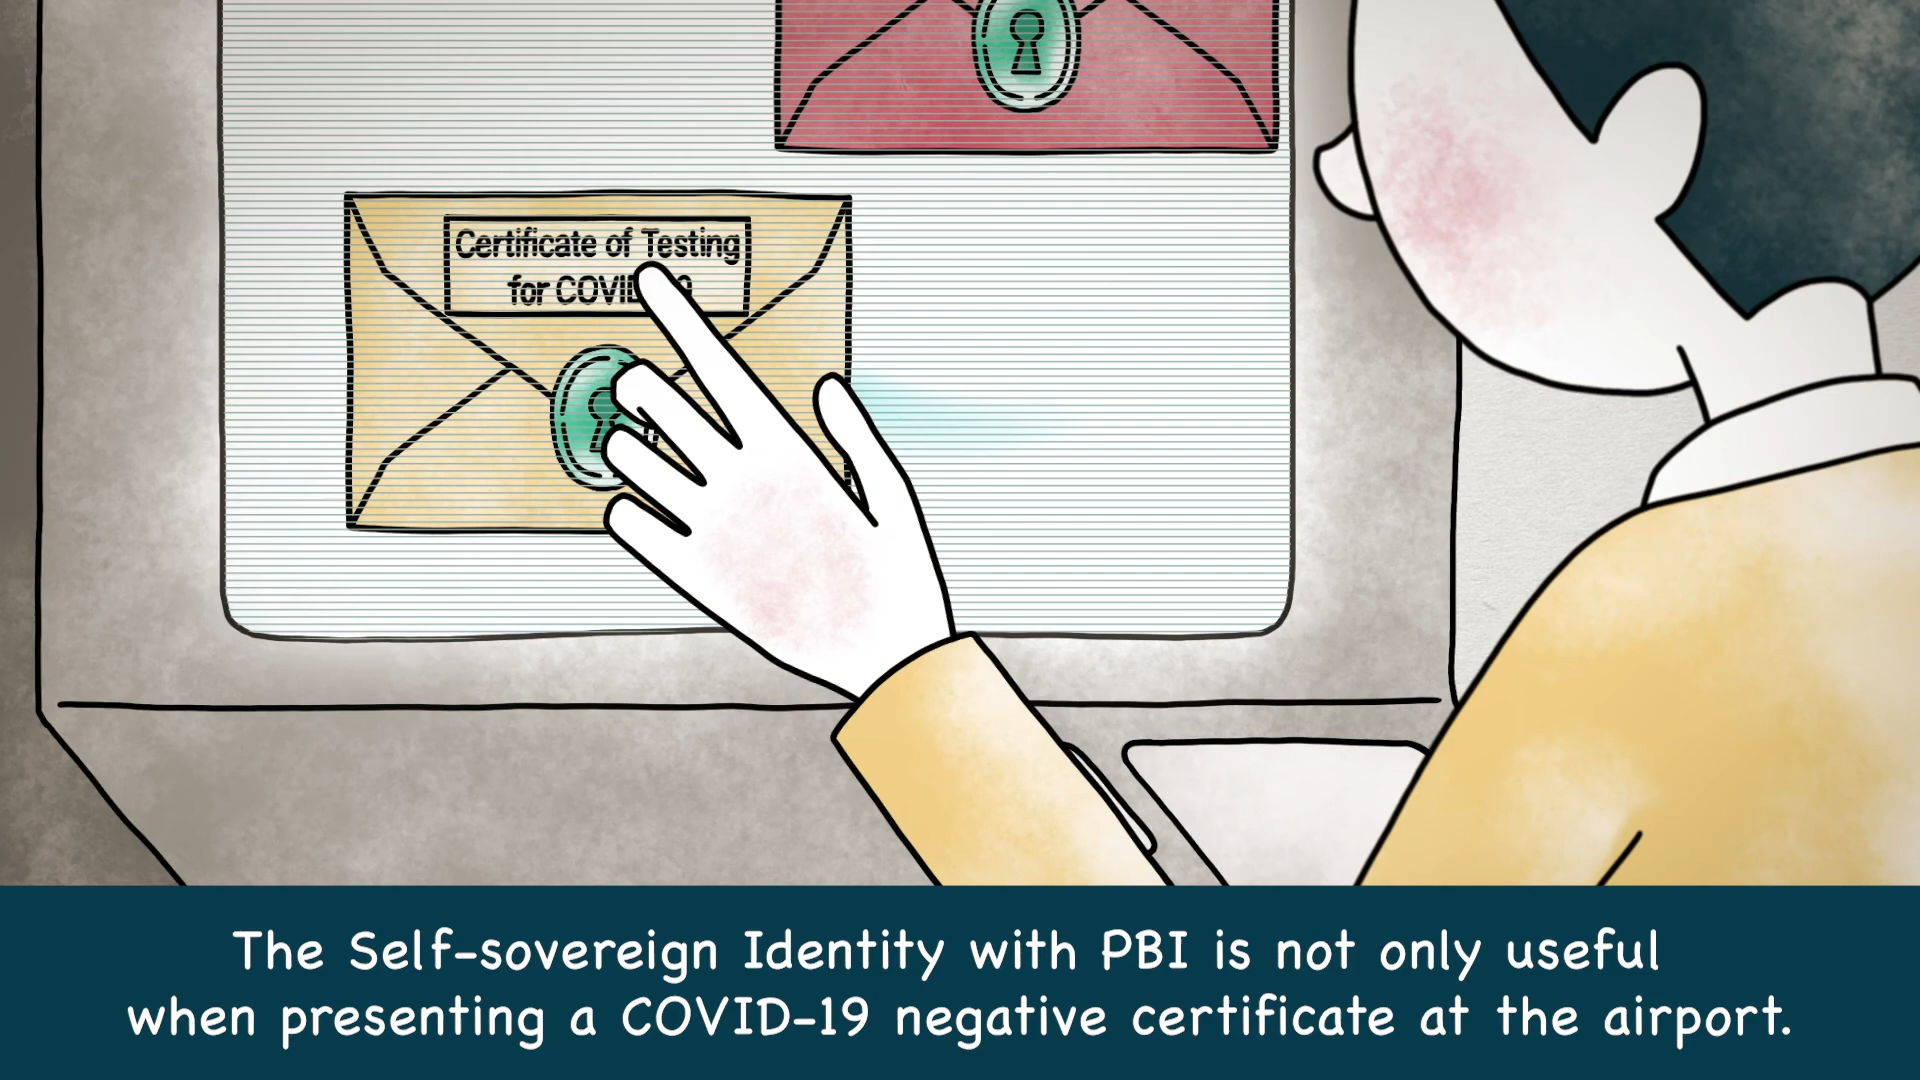 Certificate of Testing
for
The Self-sovereign Identity with PBI is not only useful
when presenting a COVID-19 negative certificate at the airport.